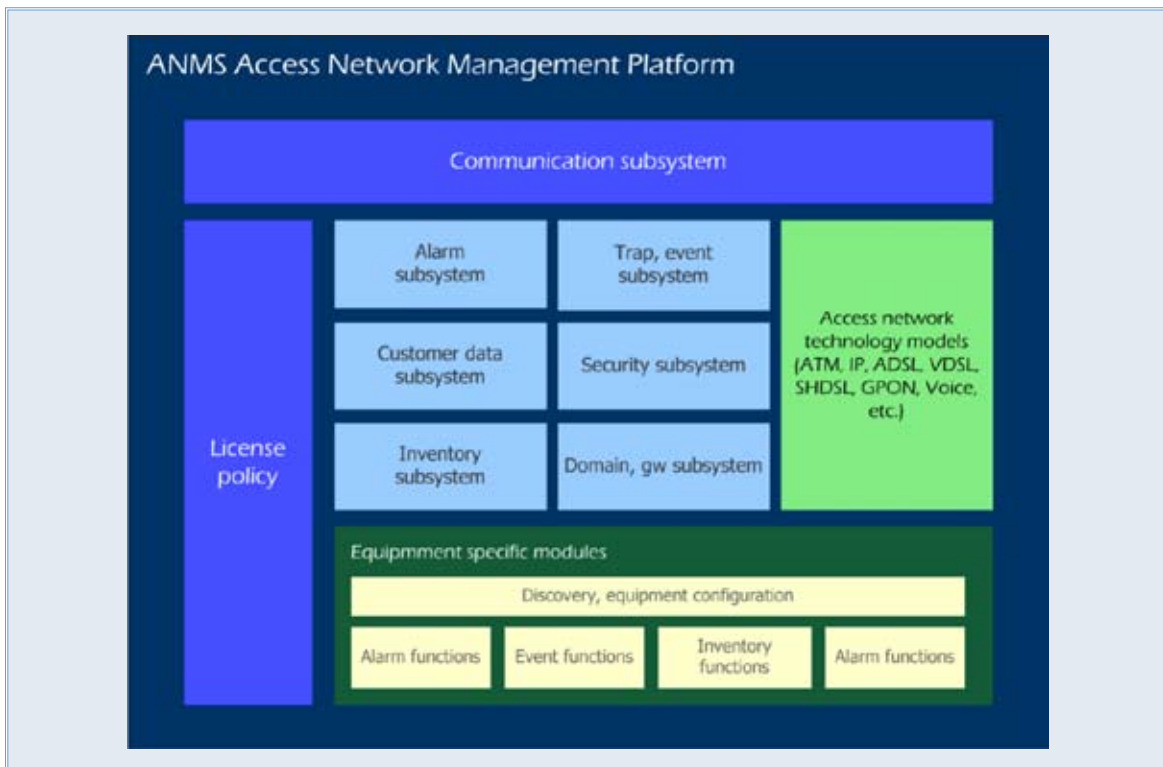 ANMS Access Network Management Platform
Communication subsystem
License
policy
Alarm
subsystem
Trap, event
subsystem
Customer data
subsystem
Security subsystem
Inventory
subsystem
Domain, gw subsystem
Access network
technology models
(ATM, IP, ADSL, VDSL,
SHDSL, GPON, Voice,
etc.)
Equipmment specific modules
Discovery, equipment configuration
Alarm functions
Event functions
Inventory
functions
Alarm functions